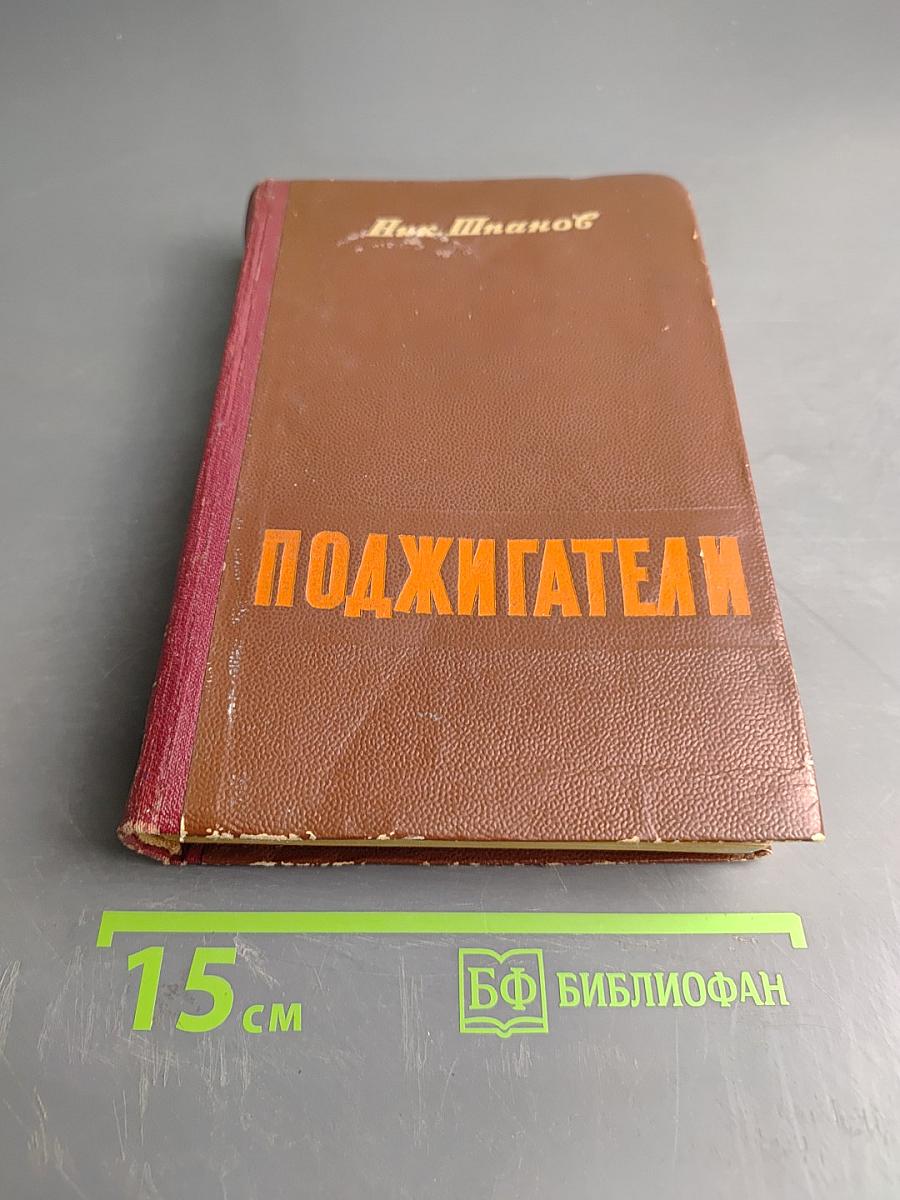 Ник. Шпанов
ПОДЖИГАТЕЛИ
15 см
БФ БИБЛИОФАН